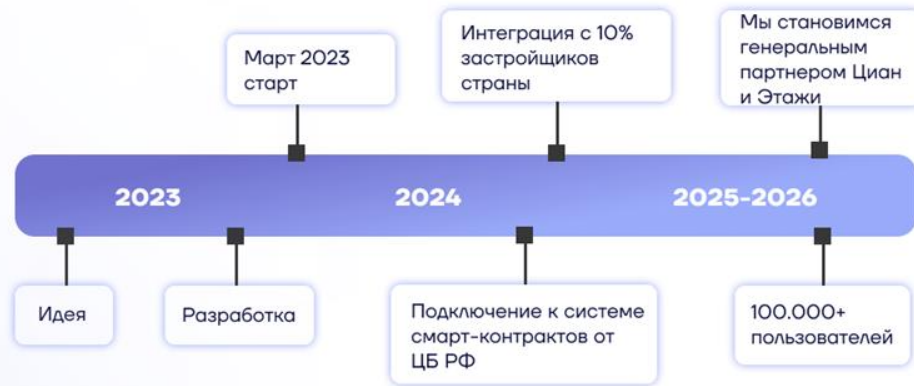 Март 2023
старт
Интеграция с 10%
застройщиков
страны
Мы становимся
генеральным
партнером Циан
и Этажи
2023
2024
2025-2026
Идея
Разработка
Подключение к системе
смарт-контрактов от
ЦБ РФ
100.000+
пользователей